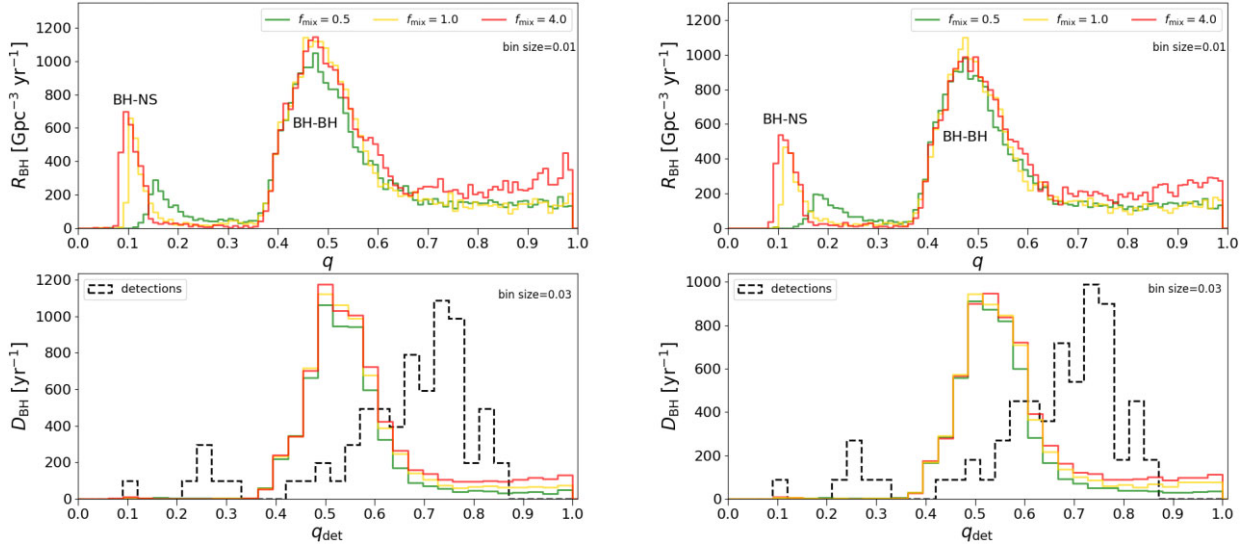 f_mix = 0.5 f_mix = 1.0 f_mix = 4.0
bin size=0.01
BH-NS
BH-BH
R_BH [Gpc⁻³ yr⁻¹]
1200
1000
800
600
400
200
0
0.0 0.1 0.2 0.3 0.4 0.5 0.6 0.7 0.8 0.9 1.0
q
f_mix = 0.5 f_mix = 1.0 f_mix = 4.0
bin size=0.01
BH-NS
BH-BH
R_BH [Gpc⁻³ yr⁻¹]
1200
1000
800
600
400
200
0
0.0 0.1 0.2 0.3 0.4 0.5 0.6 0.7 0.8 0.9 1.0
q
detections
bin size=0.03
D_BH [yr⁻¹]
1200
1000
800
600
400
200
0
0.0 0.1 0.2 0.3 0.4 0.5 0.6 0.7 0.8 0.9 1.0
q_det
detections
bin size=0.03
D_BH [yr⁻¹]
1000
800
600
400
200
0
0.0 0.1 0.2 0.3 0.4 0.5 0.6 0.7 0.8 0.9 1.0
q_det